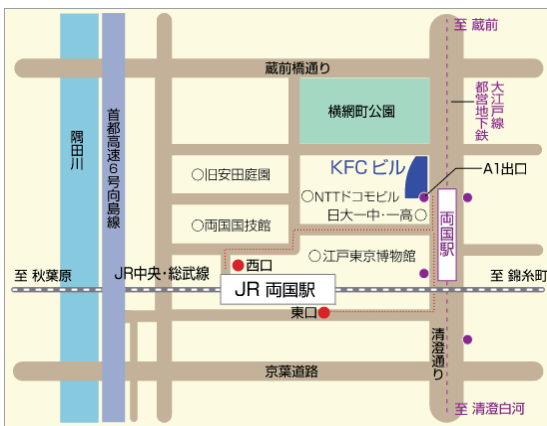 至 蔵前
蔵前橋通り
大江戸線
都営地下鉄
首都高速6号向島線
隅田川
横網町公園
KFC ビル
A1出口
○旧安田庭園
○NTTドコモビル
日大一中・一高○
○両国国技館
両国駅
○江戸東京博物館
西口
至 秋葉原
JR中央・総武線
至 錦糸町
JR 両国駅
東口
清澄通り
京葉道路
至 清澄白河